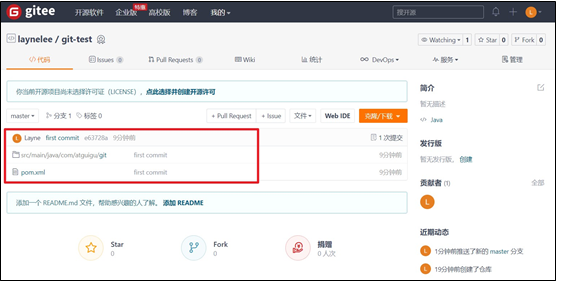 gitee 开源软件 企业版 特惠 高校版 博客 我的 搜开源
laynelee / git-test
Watching 1 Star 0 Fork 0
代码 Issues 0 Pull Requests 0 Wiki 统计 DevOps 服务 管理
你当前开源项目尚未选择许可证（LICENSE），点此选择并创建开源许可
master 分支 1 标签 0 + Pull Request + Issue 文件 Web IDE 克隆/下载
L Layne first commit e63728a 9分钟前 1 次提交
src/main/java/com/atguigu/git first commit 9分钟前
pom.xml first commit 9分钟前
添加一个 README.md 文件，帮助感兴趣的人了解。 添加 README
Star
0
Fork
0
捐赠
0 人次
简介
暂无描述
Java
发行版
暂无发行版，创建
贡献者 (1) 全部
L
近期动态
L 1分钟前推送了新的 master 分支
L 19分钟前创建了仓库